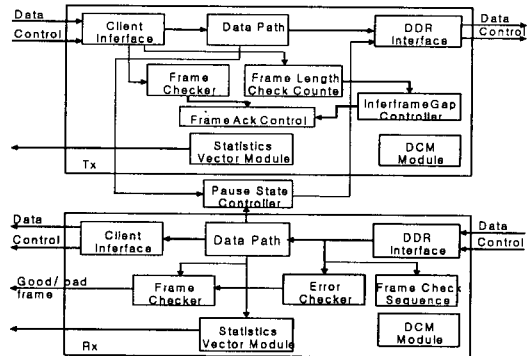 Data
Control
Client
Interface
Data Path
DDR
Interface
Data
Control
Frame
Checker
Frame Length
Check Counte
Frame Ack Control
InterframeGap
Controller
Statistics
Vector Module
DCM
Module
Tx
Pause State
Controller
Data
Control
Client
Interface
Data Path
DDR
Interface
Data
Control
Good/bad
frame
Frame
Checker
Error
Checker
Frame Check
Sequence
Statistics
Vector Module
DCM
Module
Rx